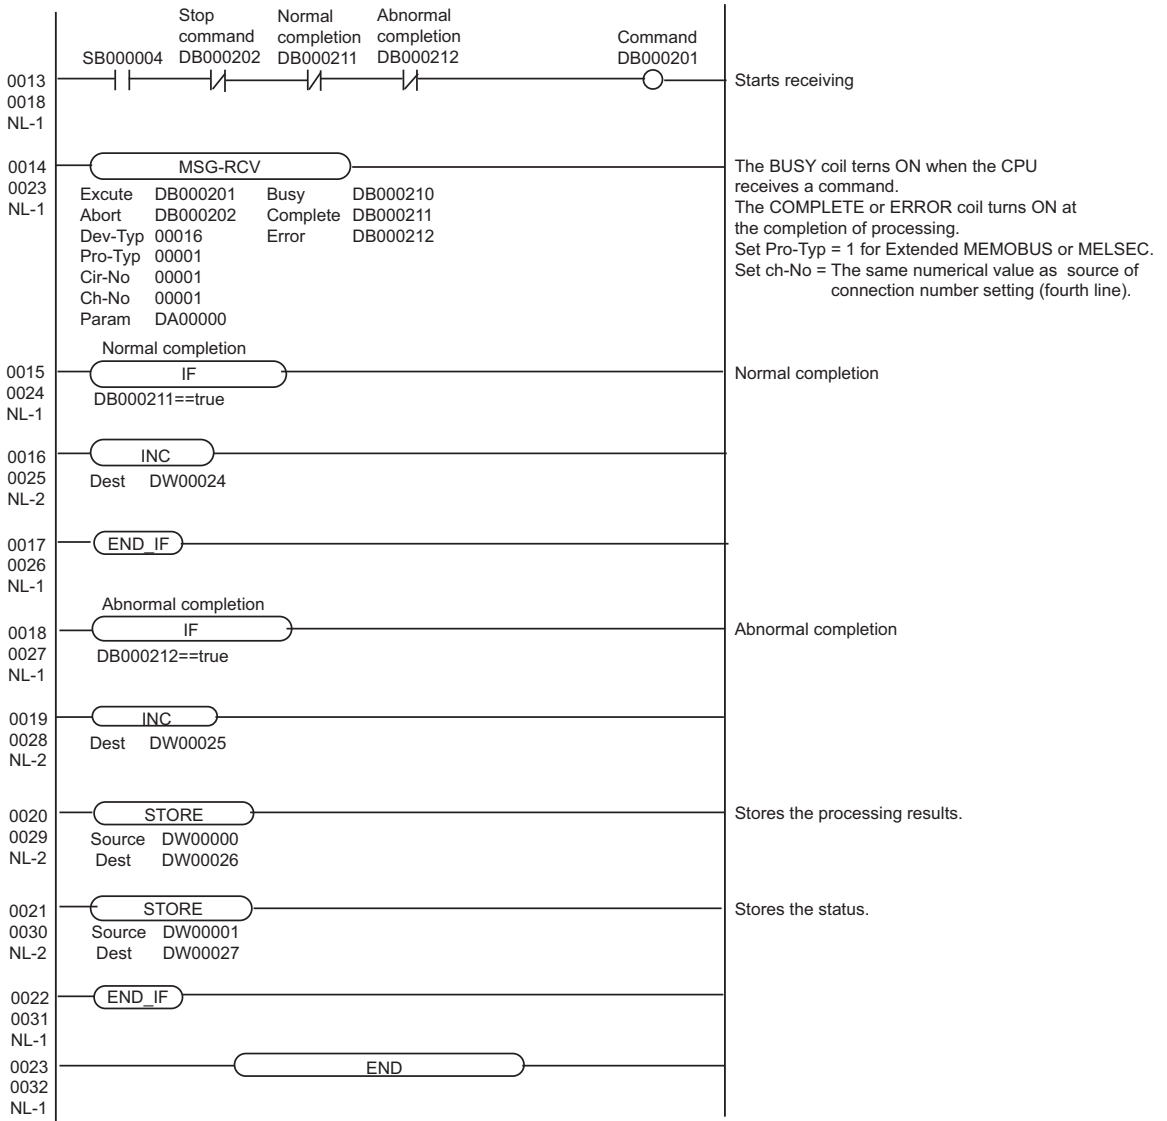 Stop
command
DB000202
Normal
completion
DB000211
Abnormal
completion
DB000212
Command
DB000201
SB000004
0013
0018
NL-1
Starts receiving
0014
0023
NL-1
MSG-RCV
Excute DB000201 Busy DB000210
Abort DB000202 Complete DB000211
Dev-Typ 00016 Error DB000212
Pro-Typ 00001
Cir-No 00001
Ch-No 00001
Param DA00000
The BUSY coil terns ON when the CPU
receives a command.
The COMPLETE or ERROR coil turns ON at
the completion of processing.
Set Pro-Typ = 1 for Extended MEMOBUS or MELSEC.
Set ch-No = The same numerical value as source of
connection number setting (fourth line).
Normal completion
0015
0024
NL-1
IF
DB000211==true
Normal completion
0016
0025
NL-2
INC
Dest DW00024
0017
0026
NL-1
END_IF
Abnormal completion
0018
0027
NL-1
IF
DB000212==true
Abnormal completion
0019
0028
NL-2
INC
Dest DW00025
0020
0029
NL-2
STORE
Source DW00000
Dest DW00026
Stores the processing results.
0021
0030
NL-2
STORE
Source DW00001
Dest DW00027
Stores the status.
0022
0031
NL-1
END_IF
0023
0032
NL-1
END